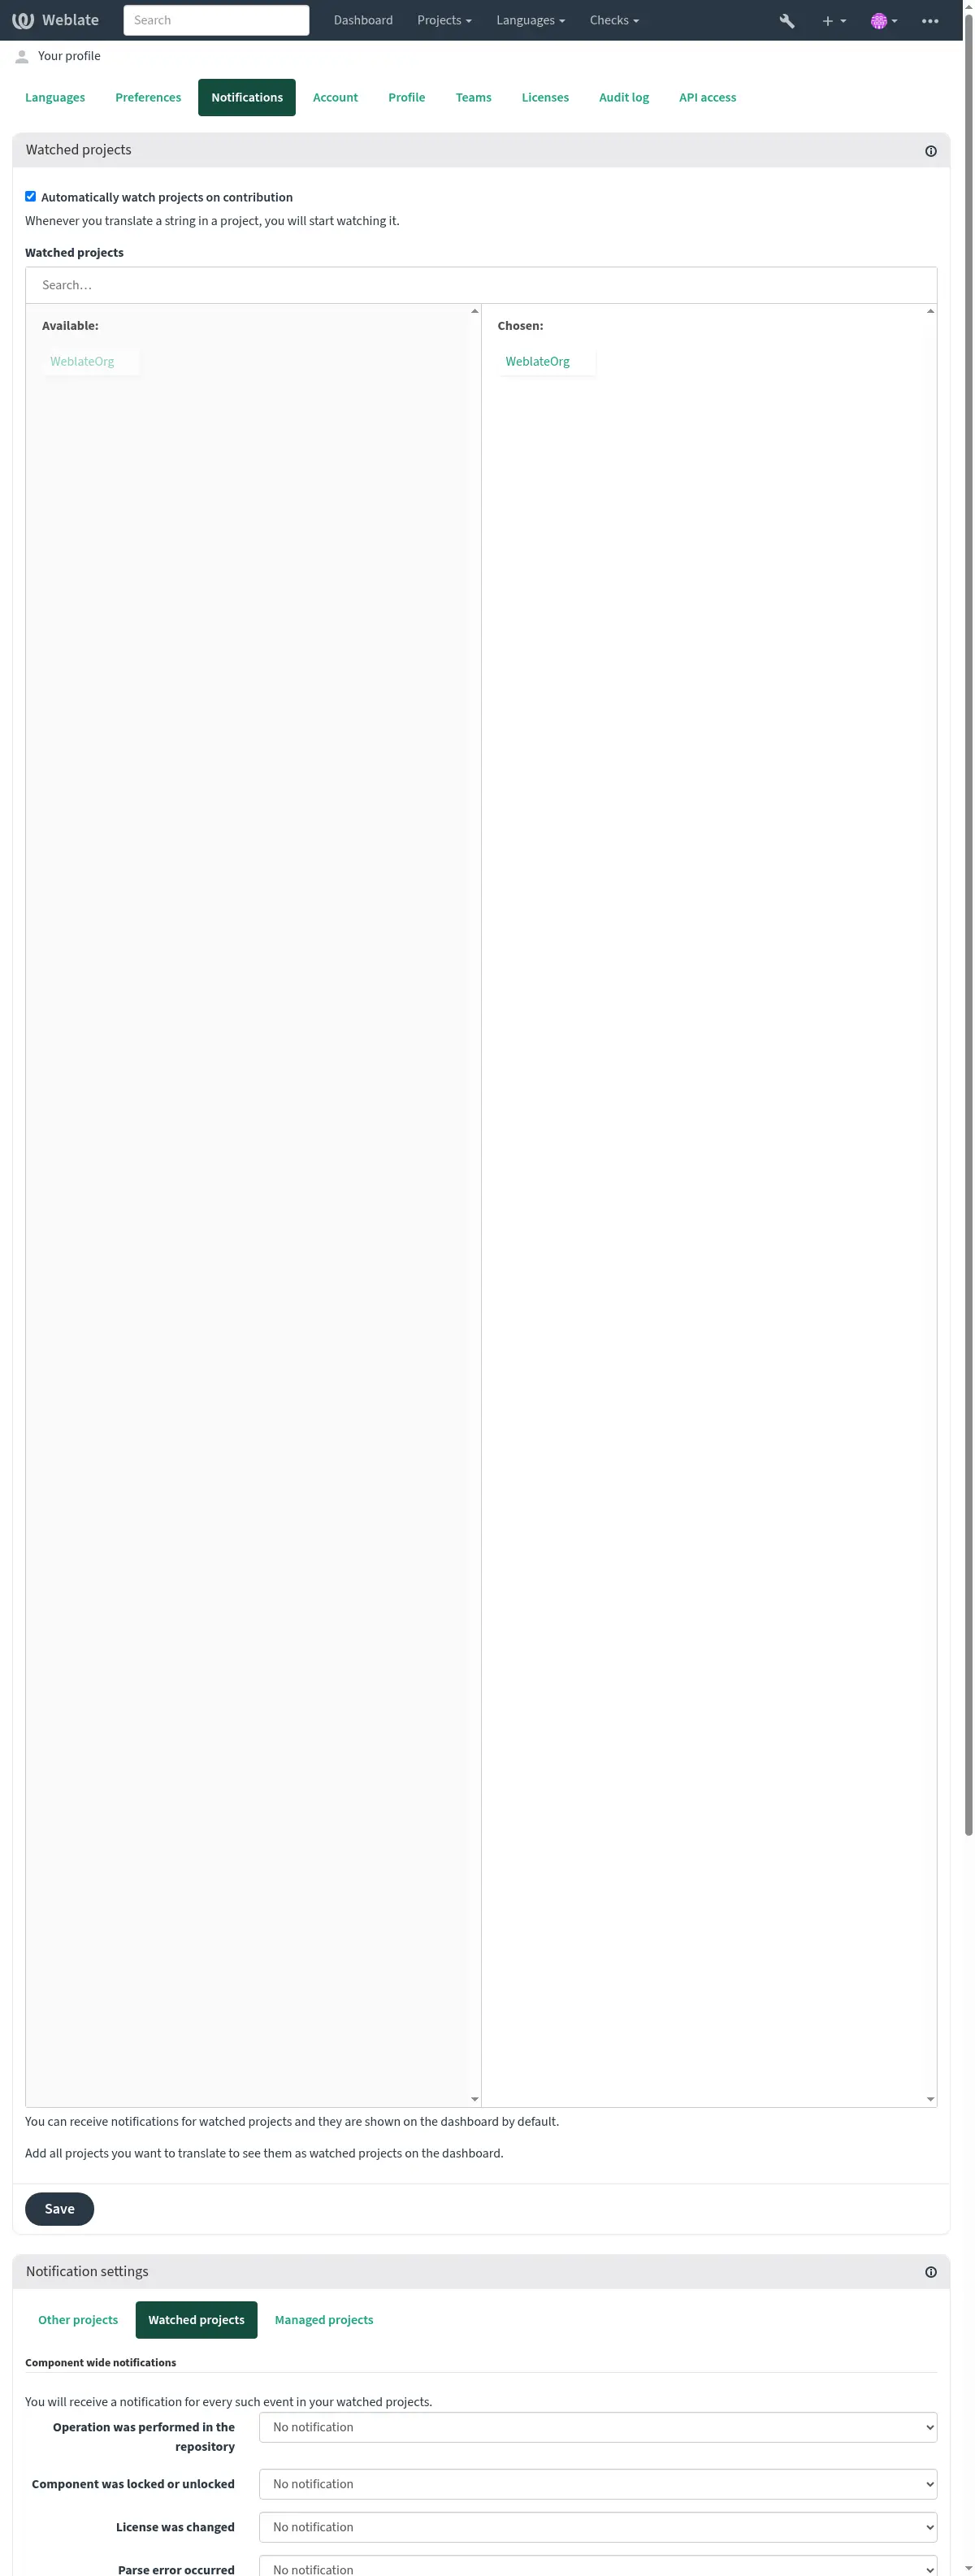 Weblate
Search
Dashboard
Projects
Languages
Checks
Your profile
Languages
Preferences
Notifications
Account
Profile
Teams
Licenses
Audit log
API access
Watched projects
Automatically watch projects on contribution
Whenever you translate a string in a project, you will start watching it.
Watched projects
Search…
Available:
Chosen:
WeblateOrg
WeblateOrg
You can receive notifications for watched projects and they are shown on the dashboard by default.
Add all projects you want to translate to see them as watched projects on the dashboard.
Save
Notification settings
Other projects
Watched projects
Managed projects
Component wide notifications
You will receive a notification for every such event in your watched projects.
Operation was performed in the
repository
No notification
Component was locked or unlocked
No notification
License was changed
No notification
Parse error occurred
No notification